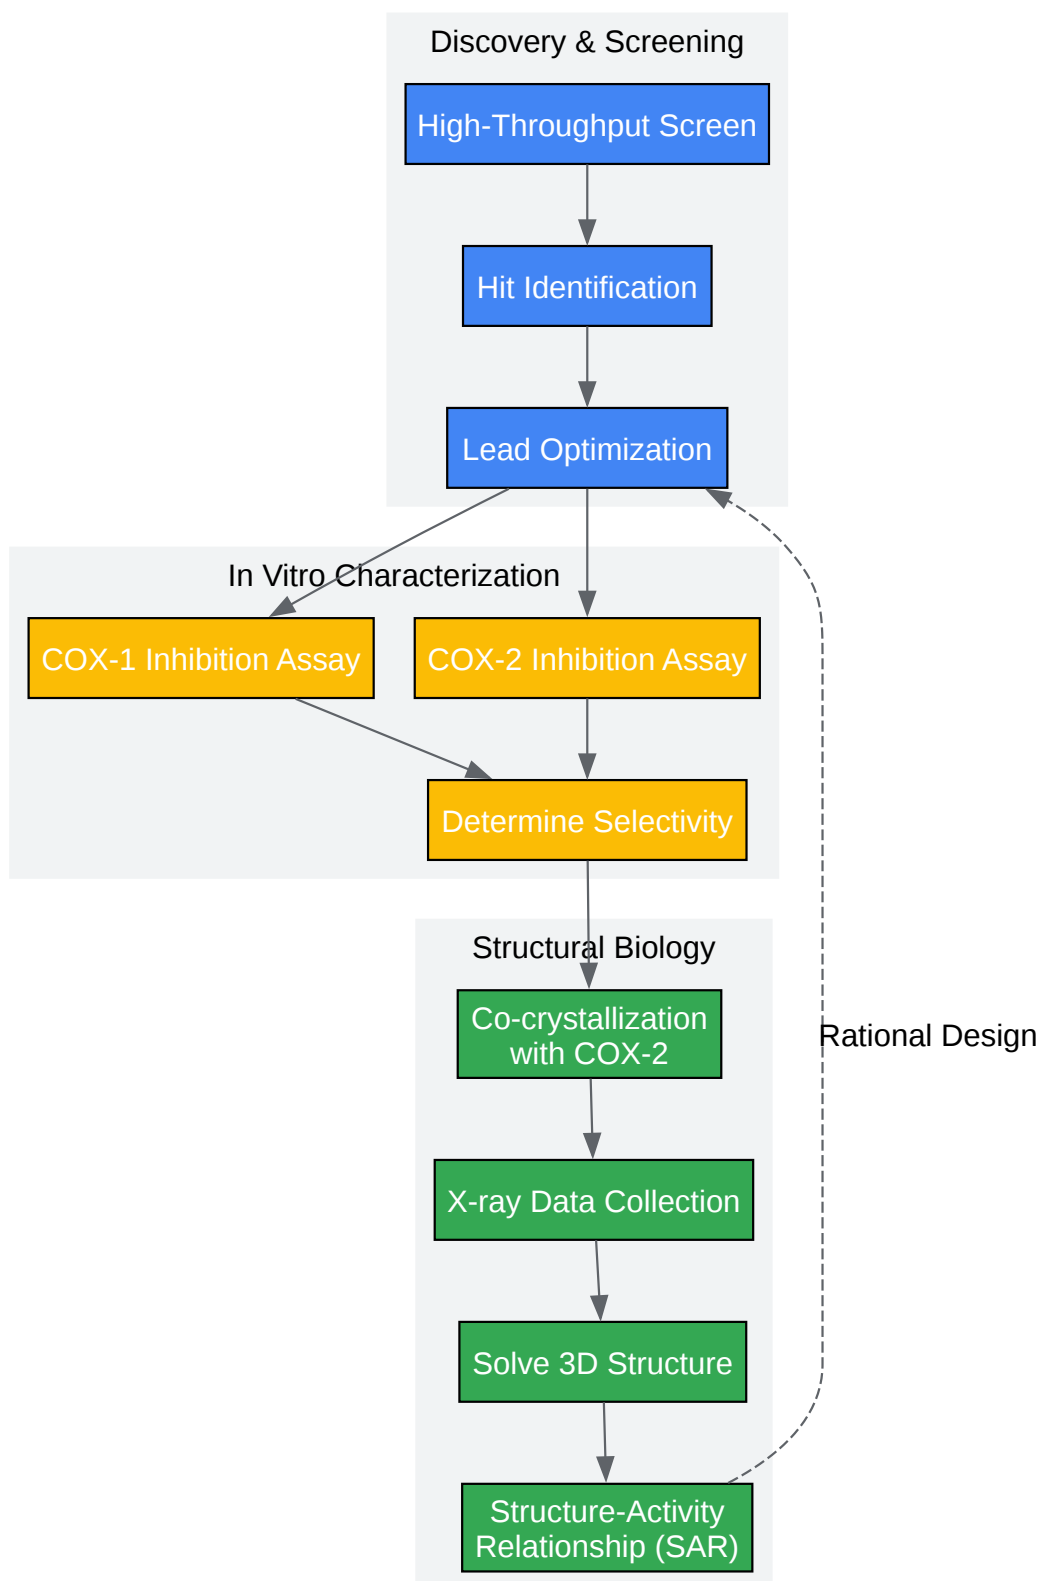 Discovery & Screening
High-Throughput Screen
Hit Identification
Lead Optimization
In Vitro Characterization
COX-1 Inhibition Assay
COX-2 Inhibition Assay
Determine Selectivity
Structural Biology
Co-crystallization
with COX-2
Rational Design
X-ray Data Collection
Solve 3D Structure
Structure-Activity
Relationship (SAR)